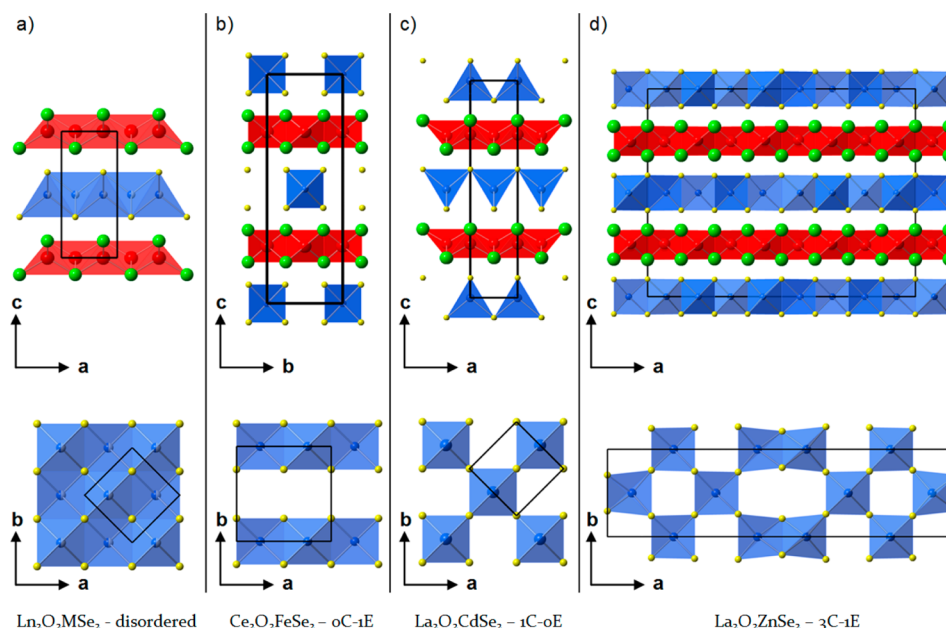 a) b) c) d)
c c c c
a b a a
b b b b
a a a a
Ln₂O₂MSe₂ - disordered Ce₂O₂FeSe₂ – 0C-1E La₂O₂CdSe₂ – 1C-0E La₂O₂ZnSe₂ – 3C-1E